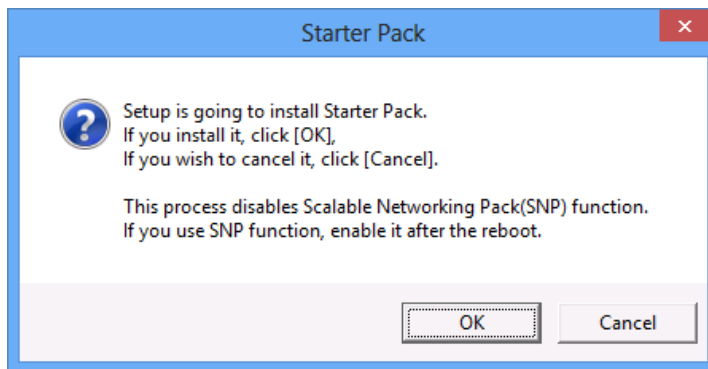 Starter Pack
Setup is going to install Starter Pack.
If you install it, click [OK],
If you wish to cancel it, click [Cancel].
This process disables Scalable Networking Pack(SNP) function.
If you use SNP function, enable it after the reboot.
OK
Cancel